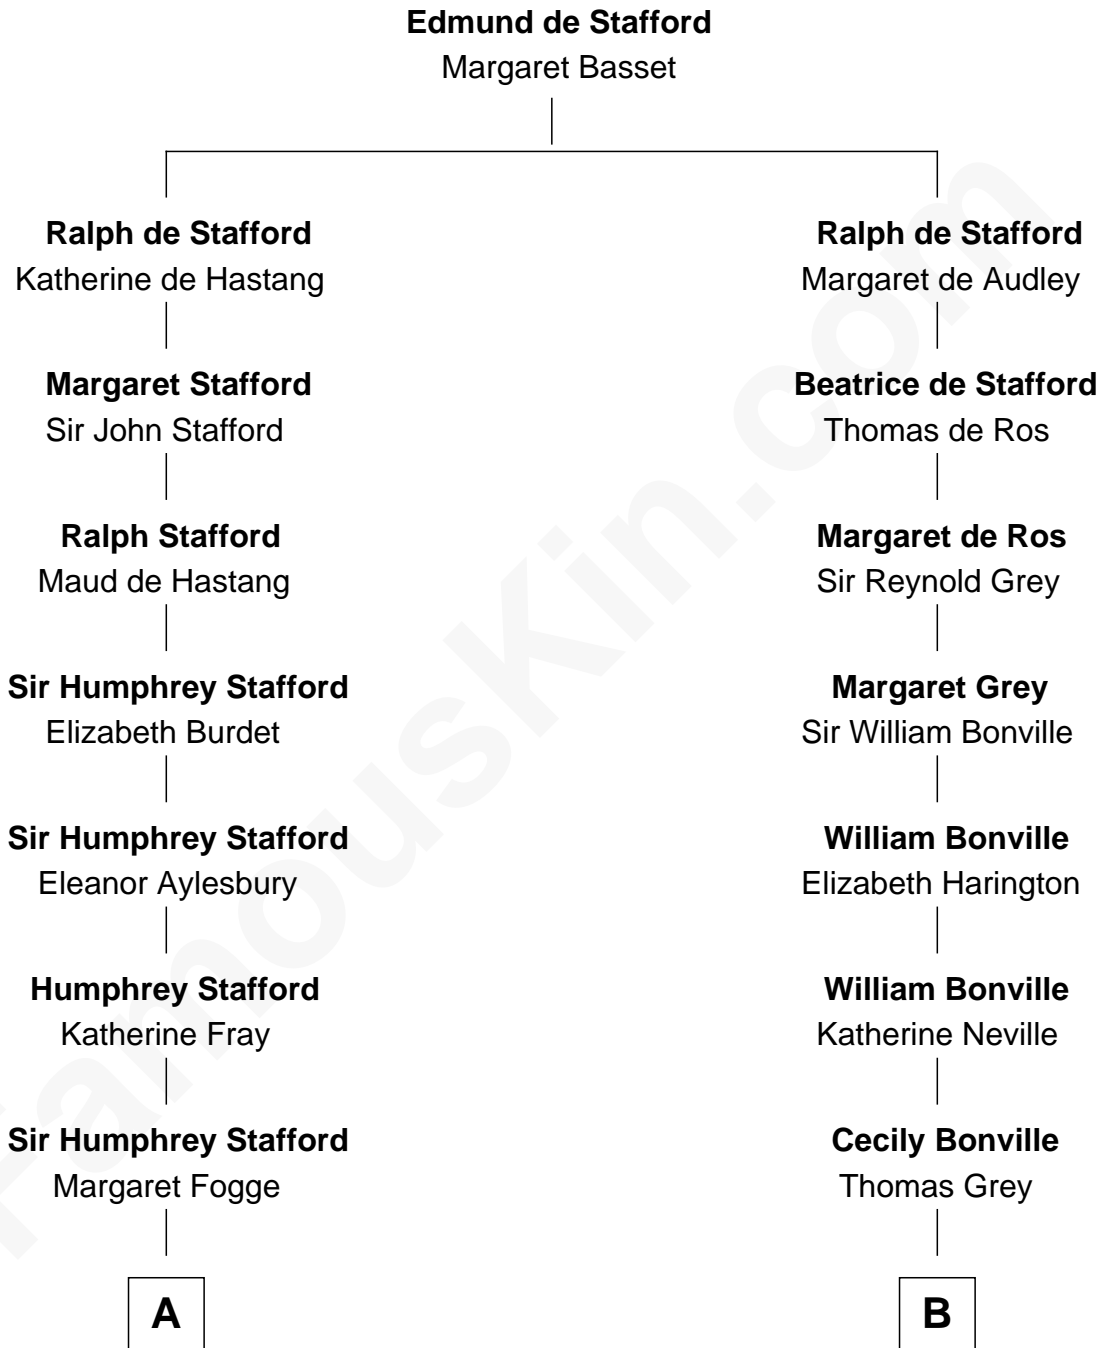 Edmund de Stafford
Margaret Basset
Ralph de Stafford
Katherine de Hastang
Margaret Stafford
Sir John Stafford
Ralph Stafford
Maud de Hastang
Sir Humphrey Stafford
Elizabeth Burdet
Sir Humphrey Stafford
Eleanor Aylesbury
Humphrey Stafford
Katherine Fray
Sir Humphrey Stafford
Margaret Fogge
A
Ralph de Stafford
Margaret de Audley
Beatrice de Stafford
Thomas de Ros
Margaret de Ros
Sir Reynold Grey
Margaret Grey
Sir William Bonville
William Bonville
Elizabeth Harington
William Bonville
Katherine Neville
Cecily Bonville
Thomas Grey
B
FamousKin.com